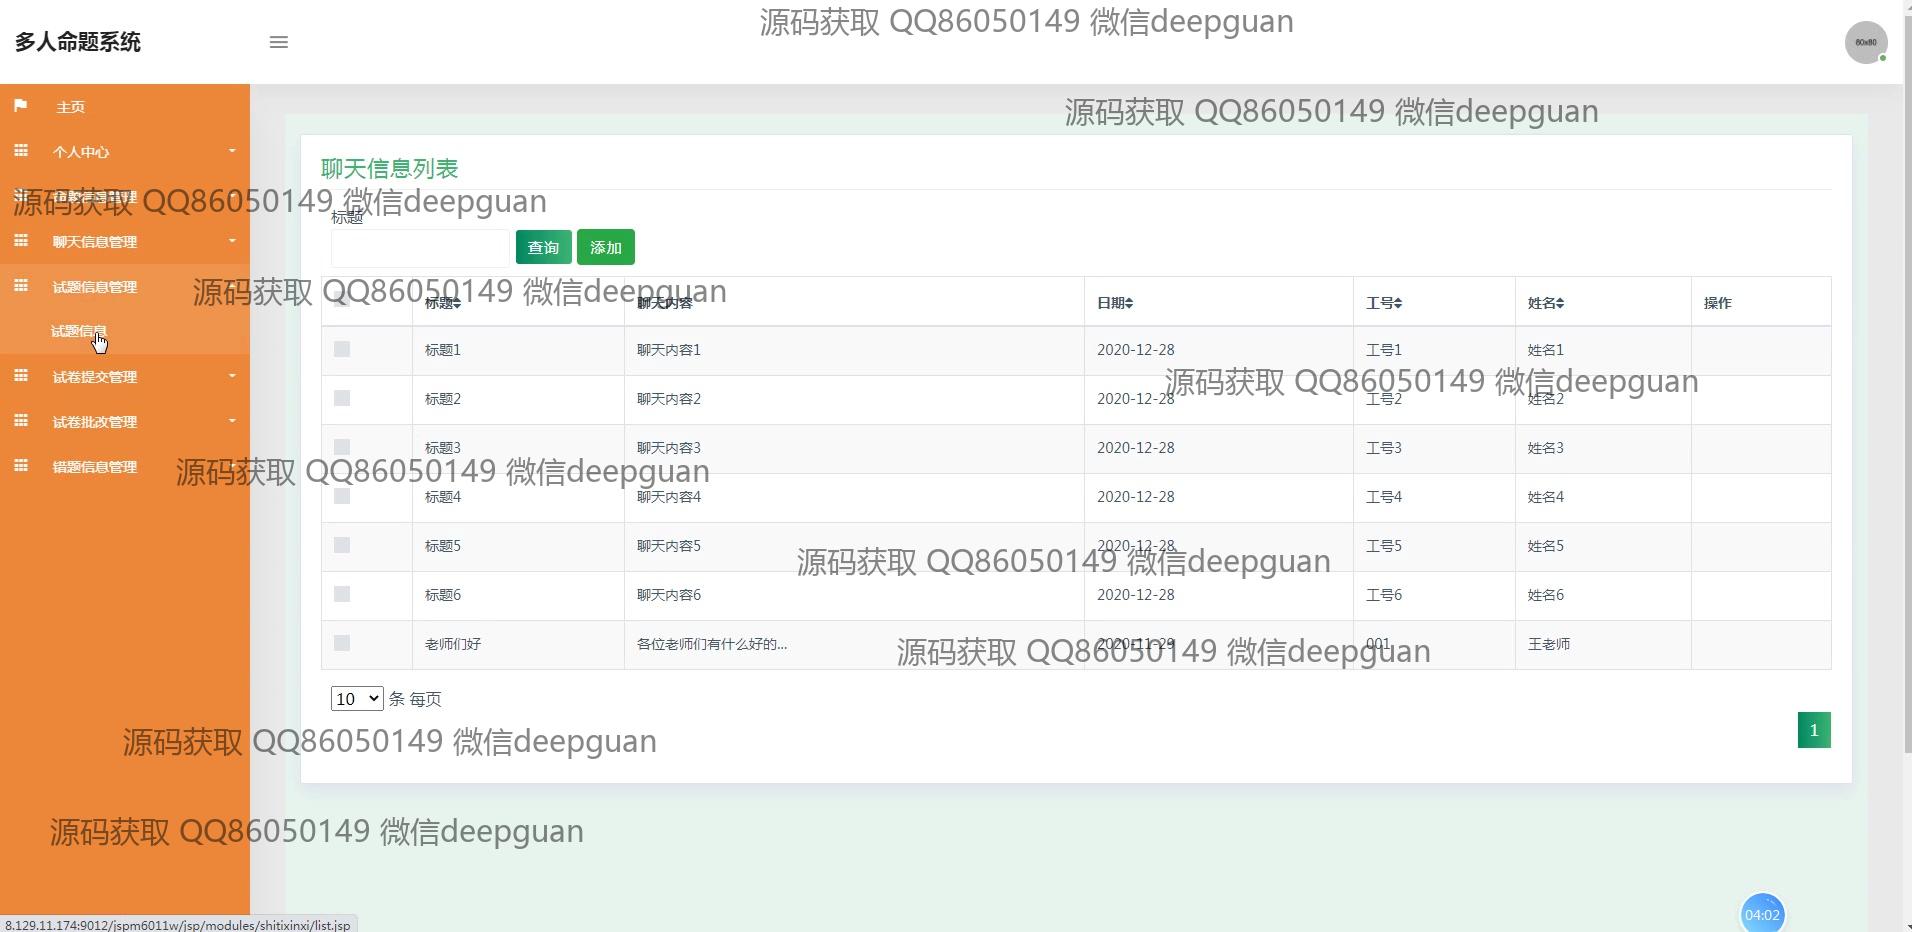 源码获取 QQ86050149 微信deepguan
多人命题系统
60x60
主页
源码获取 QQ86050149 微信deepguan
个人中心
聊天信息列表
源码获取 QQ86050149 微信deepguan
标题
聊天信息管理
查询 添加
试题信息管理
源码获取 QQ86050149 微信deepguan
标题 聊天内容 日期 工号 姓名 操作
试题信息
标题1 聊天内容1 2020-12-28 工号1 姓名1
试卷提交管理
源码获取 QQ86050149 微信deepguan
标题2 聊天内容2 2020-12-28 工号2 姓名2
试卷批改管理
标题3 聊天内容3 2020-12-28 工号3 姓名3
错题信息管理
源码获取 QQ86050149 微信deepguan
标题4 聊天内容4 2020-12-28 工号4 姓名4
标题5 聊天内容5 2020-12-28 工号5 姓名5
源码获取 QQ86050149 微信deepguan
标题6 聊天内容6 2020-12-28 工号6 姓名6
老师们好 各位老师们有什么好的... 2020-11-29 001 王老师
源码获取 QQ86050149 微信deepguan
10 条 每页
1
源码获取 QQ86050149 微信deepguan
源码获取 QQ86050149 微信deepguan
04:02
8.129.11.174:9012/jspm6011w/jsp/modules/shitixinxi/list.jsp